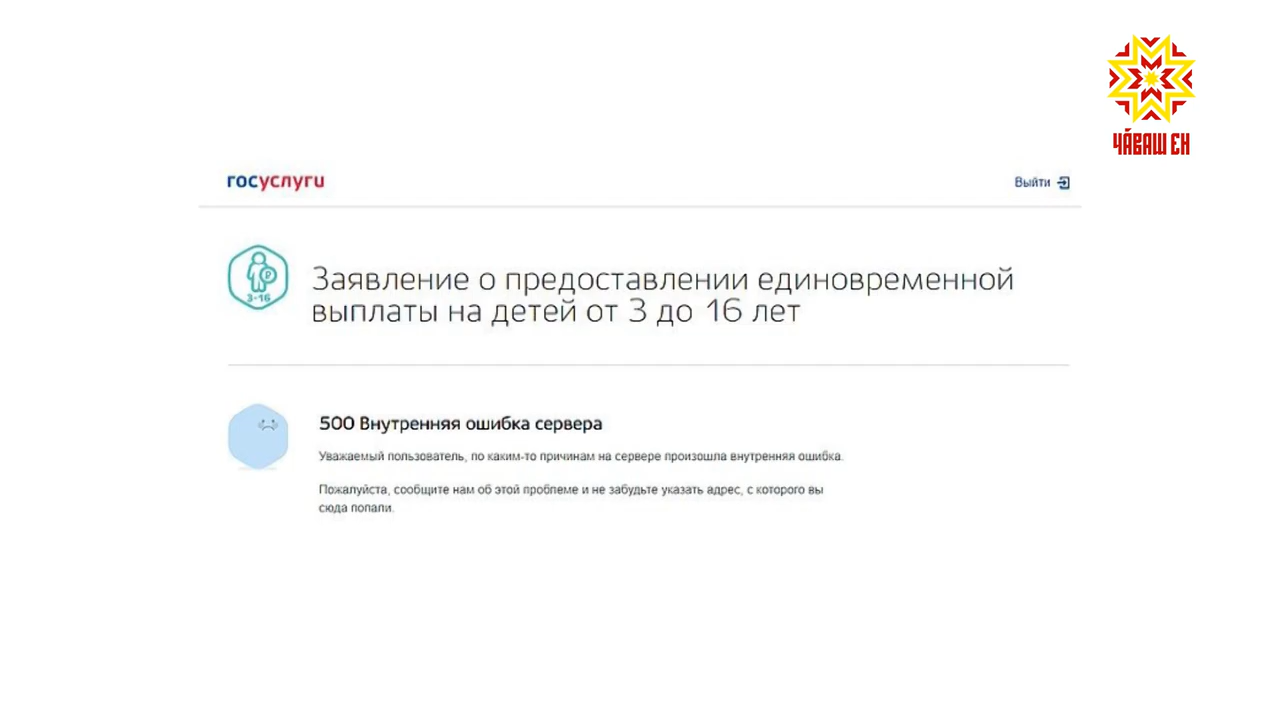 ЧӐВАШ ЕН
госуслуги
Выйти
3-16
Заявление о предоставлении единовременной
выплаты на детей от 3 до 16 лет
500 Внутренняя ошибка сервера
Уважаемый пользователь, по каким-то причинам на сервере произошла внутренняя ошибка.
Пожалуйста, сообщите нам об этой проблеме и не забудьте указать адрес, с которого вы
сюда попали.